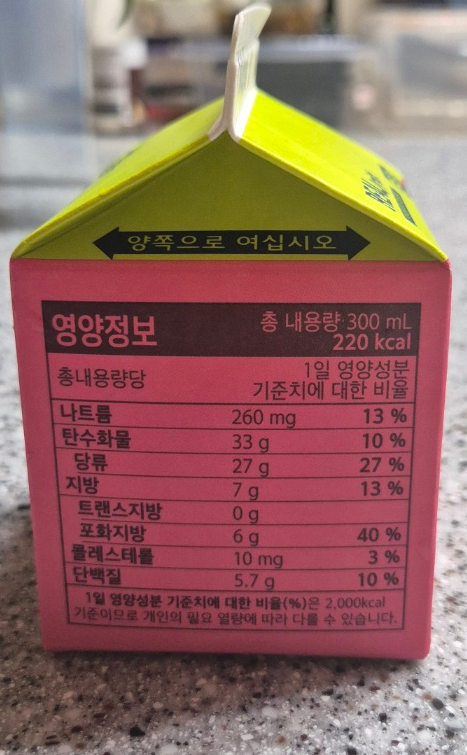 양쪽으로 여십시오
영양정보 총 내용량 300 mL
220 kcal
총내용량당 1일 영양성분
기준치에 대한 비율
나트륨 260 mg 13 %
탄수화물 33 g 10 %
당류 27 g 27 %
지방 7 g 13 %
트랜스지방 0 g
포화지방 6 g 40 %
콜레스테롤 10 mg 3 %
단백질 5.7 g 10 %
1일 영양성분 기준치에 대한 비율(%)은 2,000kcal
기준이므로 개인의 필요 열량에 따라 다를 수 있습니다.